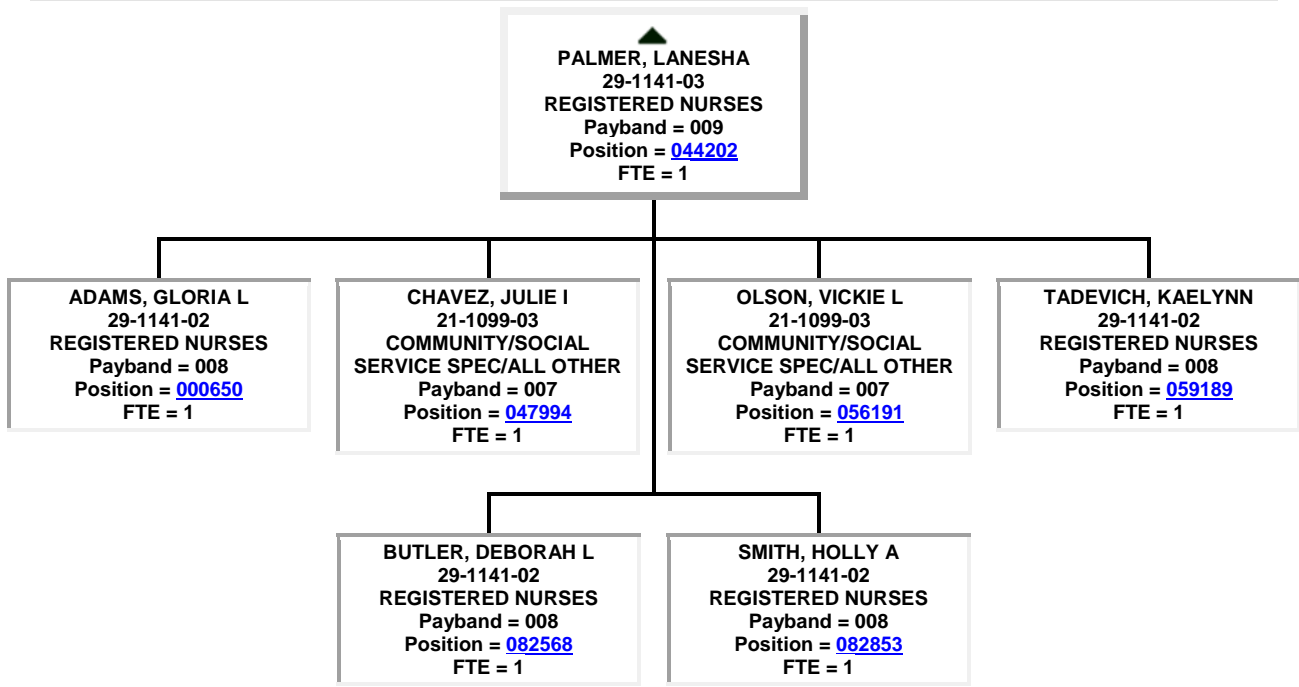 PALMER, LANESHA
29-1141-03
REGISTERED NURSES
Payband = 009
Position = 044202
FTE = 1
ADAMS, GLORIA L
29-1141-02
REGISTERED NURSES
Payband = 008
Position = 000650
FTE = 1
CHAVEZ, JULIE I
21-1099-03
COMMUNITY/SOCIAL
SERVICE SPEC/ALL OTHER
Payband = 007
Position = 047994
FTE = 1
OLSON, VICKIE L
21-1099-03
COMMUNITY/SOCIAL
SERVICE SPEC/ALL OTHER
Payband = 007
Position = 056191
FTE = 1
TADEVICH, KAELYNN
29-1141-02
REGISTERED NURSES
Payband = 008
Position = 059189
FTE = 1
BUTLER, DEBORAH L
29-1141-02
REGISTERED NURSES
Payband = 008
Position = 082568
FTE = 1
SMITH, HOLLY A
29-1141-02
REGISTERED NURSES
Payband = 008
Position = 082853
FTE = 1